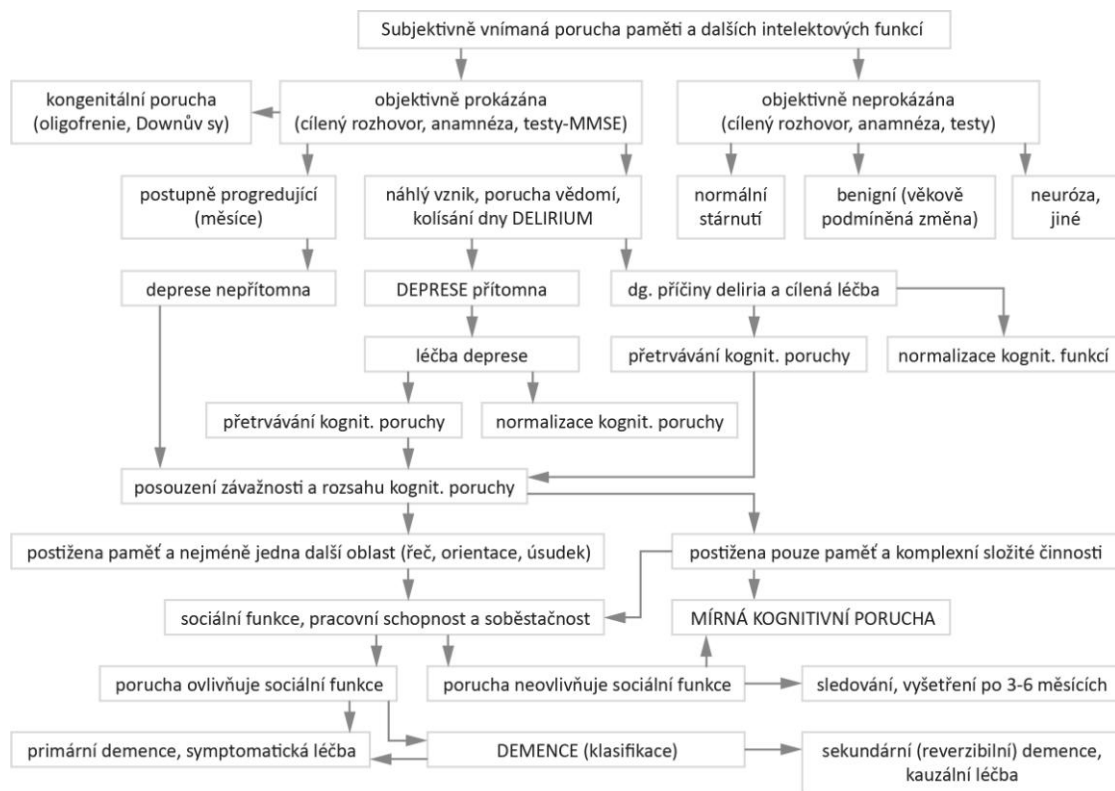 Subjektivně vnímaná porucha paměti a dalších intelektových funkcí
kongenitální porucha
(oligofrenie, Downův sy)
objektivně prokázána
(cílený rozhovor, anamnéza, testy-MMSE)
objektivně neprokázána
(cílený rozhovor, anamnéza, testy)
postupně progredující
(měsíce)
náhlý vznik, porucha vědomí,
kolísání dny DELIRIUM
normální
stárnutí
benigní (věkově
podmíněná změna)
neuróza,
jiné
deprese nepřítomna
DEPRESE přítomna
dg. příčiny deliria a cílená léčba
léčba deprese
přetrvávání kognit. poruchy
normalizace kognit. funkcí
přetrvávání kognit. poruchy
normalizace kognit. poruchy
posouzení závažnosti a rozsahu kognit. poruchy
postižena paměť a nejméně jedna další oblast (řeč, orientace, úsudek)
postižena pouze paměť a komplexní složité činnosti
sociální funkce, pracovní schopnost a soběstačnost
MÍRNÁ KOGNITIVNÍ PORUCHA
porucha ovlivňuje sociální funkce
porucha neovlivňuje sociální funkce
sledování, vyšetření po 3-6 měsících
primární demence, symptomatická léčba
DEMENCE (klasifikace)
sekundární (reverzibilní) demence,
kauzální léčba